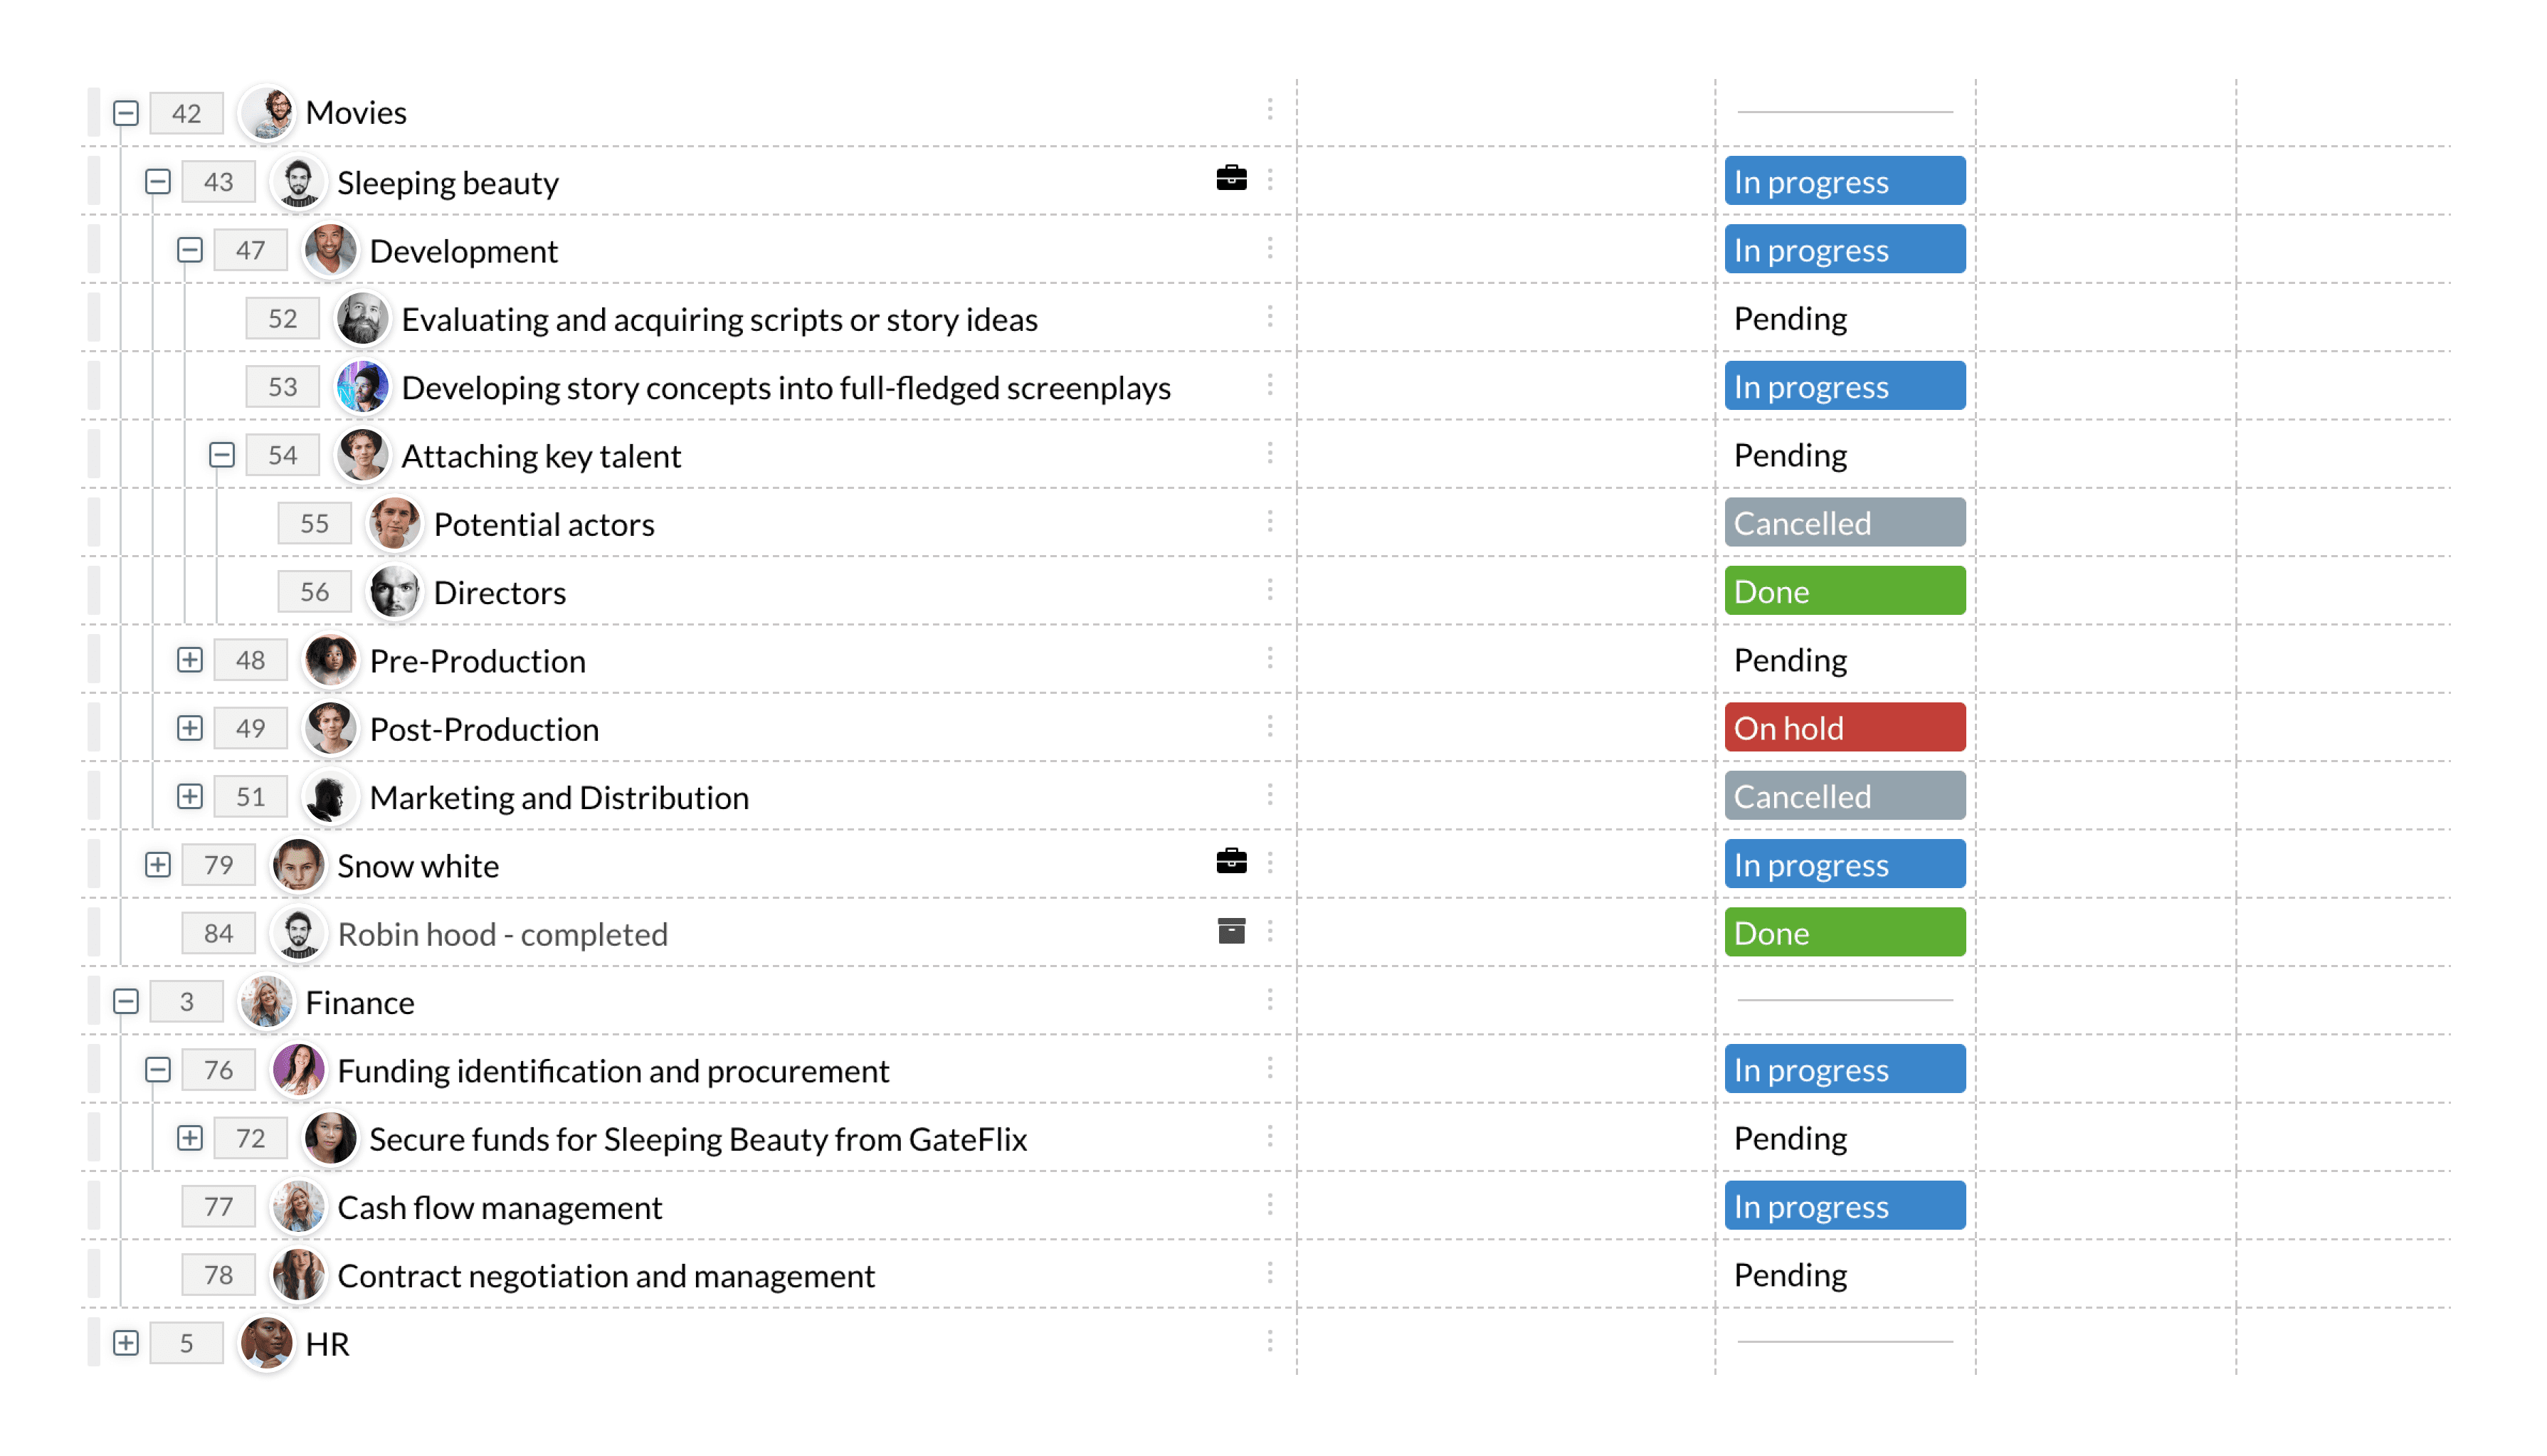 42 Movies
43 Sleeping beauty In progress
47 Development In progress
52 Evaluating and acquiring scripts or story ideas Pending
53 Developing story concepts into full-fledged screenplays In progress
54 Attaching key talent Pending
55 Potential actors Cancelled
56 Directors Done
48 Pre-Production Pending
49 Post-Production On hold
51 Marketing and Distribution Cancelled
79 Snow white In progress
84 Robin hood - completed Done
3 Finance
76 Funding identification and procurement In progress
72 Secure funds for Sleeping Beauty from GateFlix Pending
77 Cash flow management In progress
78 Contract negotiation and management Pending
5 HR